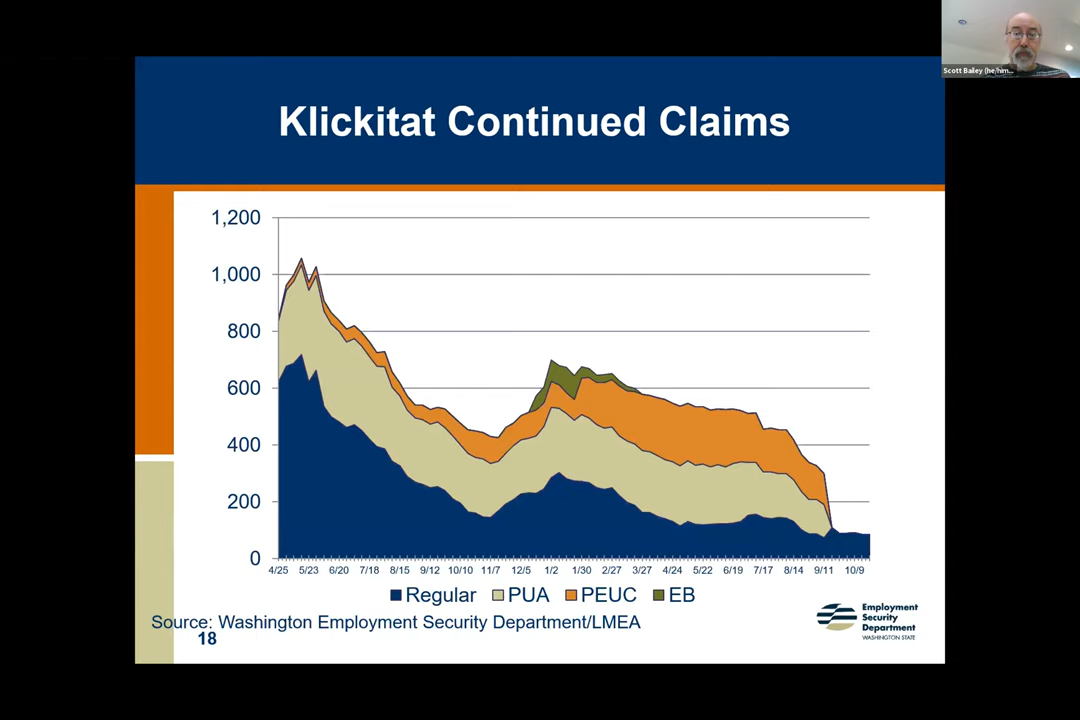 Scott Bailey (he/him...
Klickitat Continued Claims
1,200
1,000
800
600
400
200
0
4/25 5/23 6/20 7/18 8/15 9/12 10/10 11/7 12/5 1/2 1/30 2/27 3/27 4/24 5/22 6/19 7/17 8/14 9/11 10/9
Regular PUA PEUC EB
Source: Washington Employment Security Department/LMEA
18
Employment
Security
Department
WASHINGTON STATE